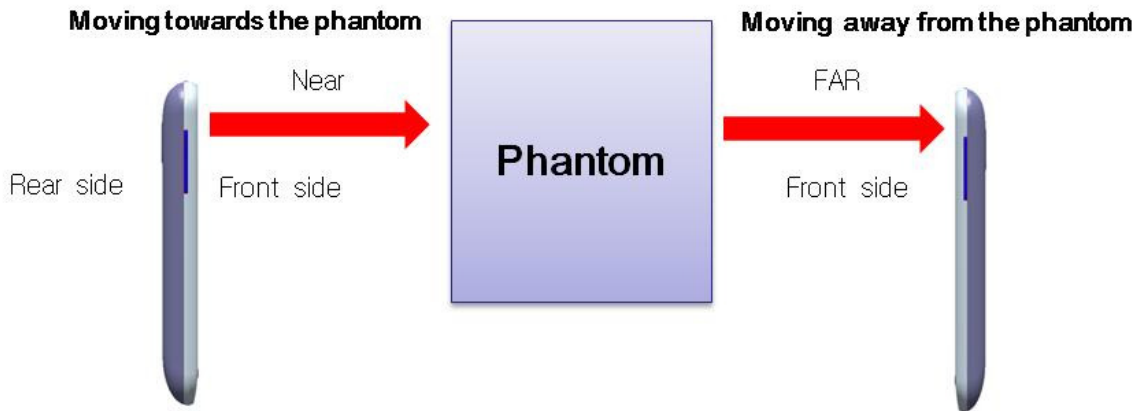 Moving towards the phantom
Moving away from the phantom
Near
FAR
Phantom
Rear side
Front side
Front side